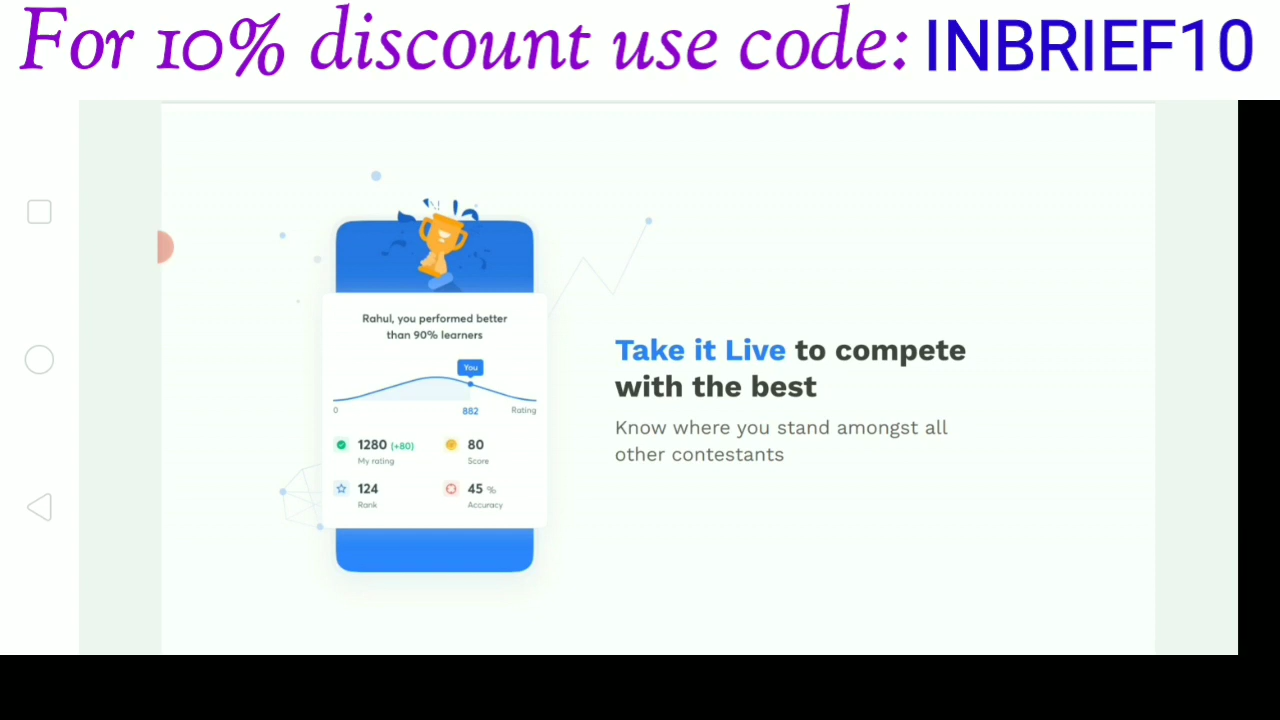 For 10% discount use code: INBRIEF10
Rahul, you performed better
than 90% learners
You
0 882 Rating
1280 (+80) 80
My rating Score
124 45 %
Rank Accuracy
Take it Live to compete
with the best
Know where you stand amongst all
other contestants